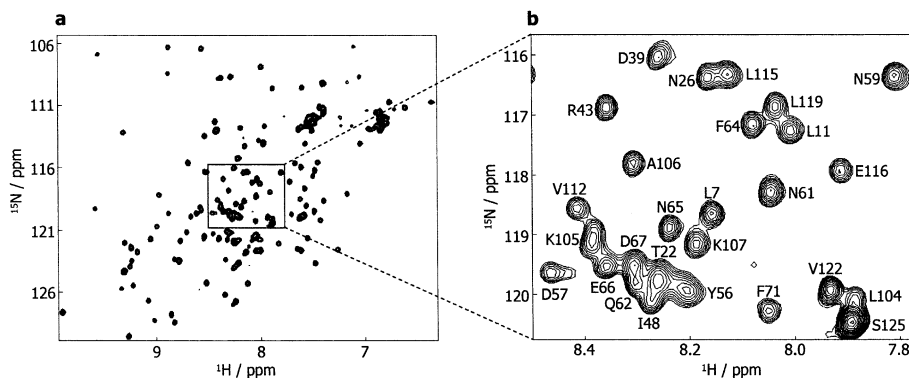 a
106
111
116
121
126
¹⁵N / ppm
9
8
7
¹H / ppm
b
116
117
118
119
120
¹⁵N / ppm
D39
N26
L115
N59
R43
L119
F64
L11
A106
E116
V112
L7
N61
N65
K105
D67
K107
T22
V122
D57
E66
Y56
F71
L104
Q62
I48
S125
8.4
8.2
8.0
7.8
¹H / ppm